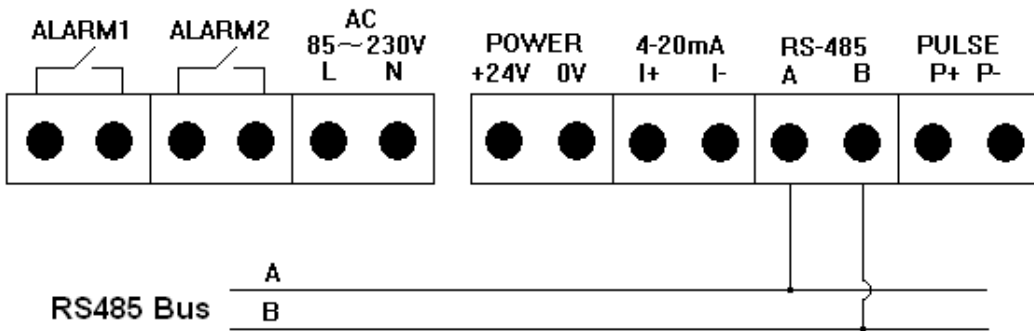 ALARM1 ALARM2 AC
85～230V
L N
POWER 4-20mA RS-485 PULSE
+24V 0V I+ I- A B P+ P-
A
RS485 Bus B